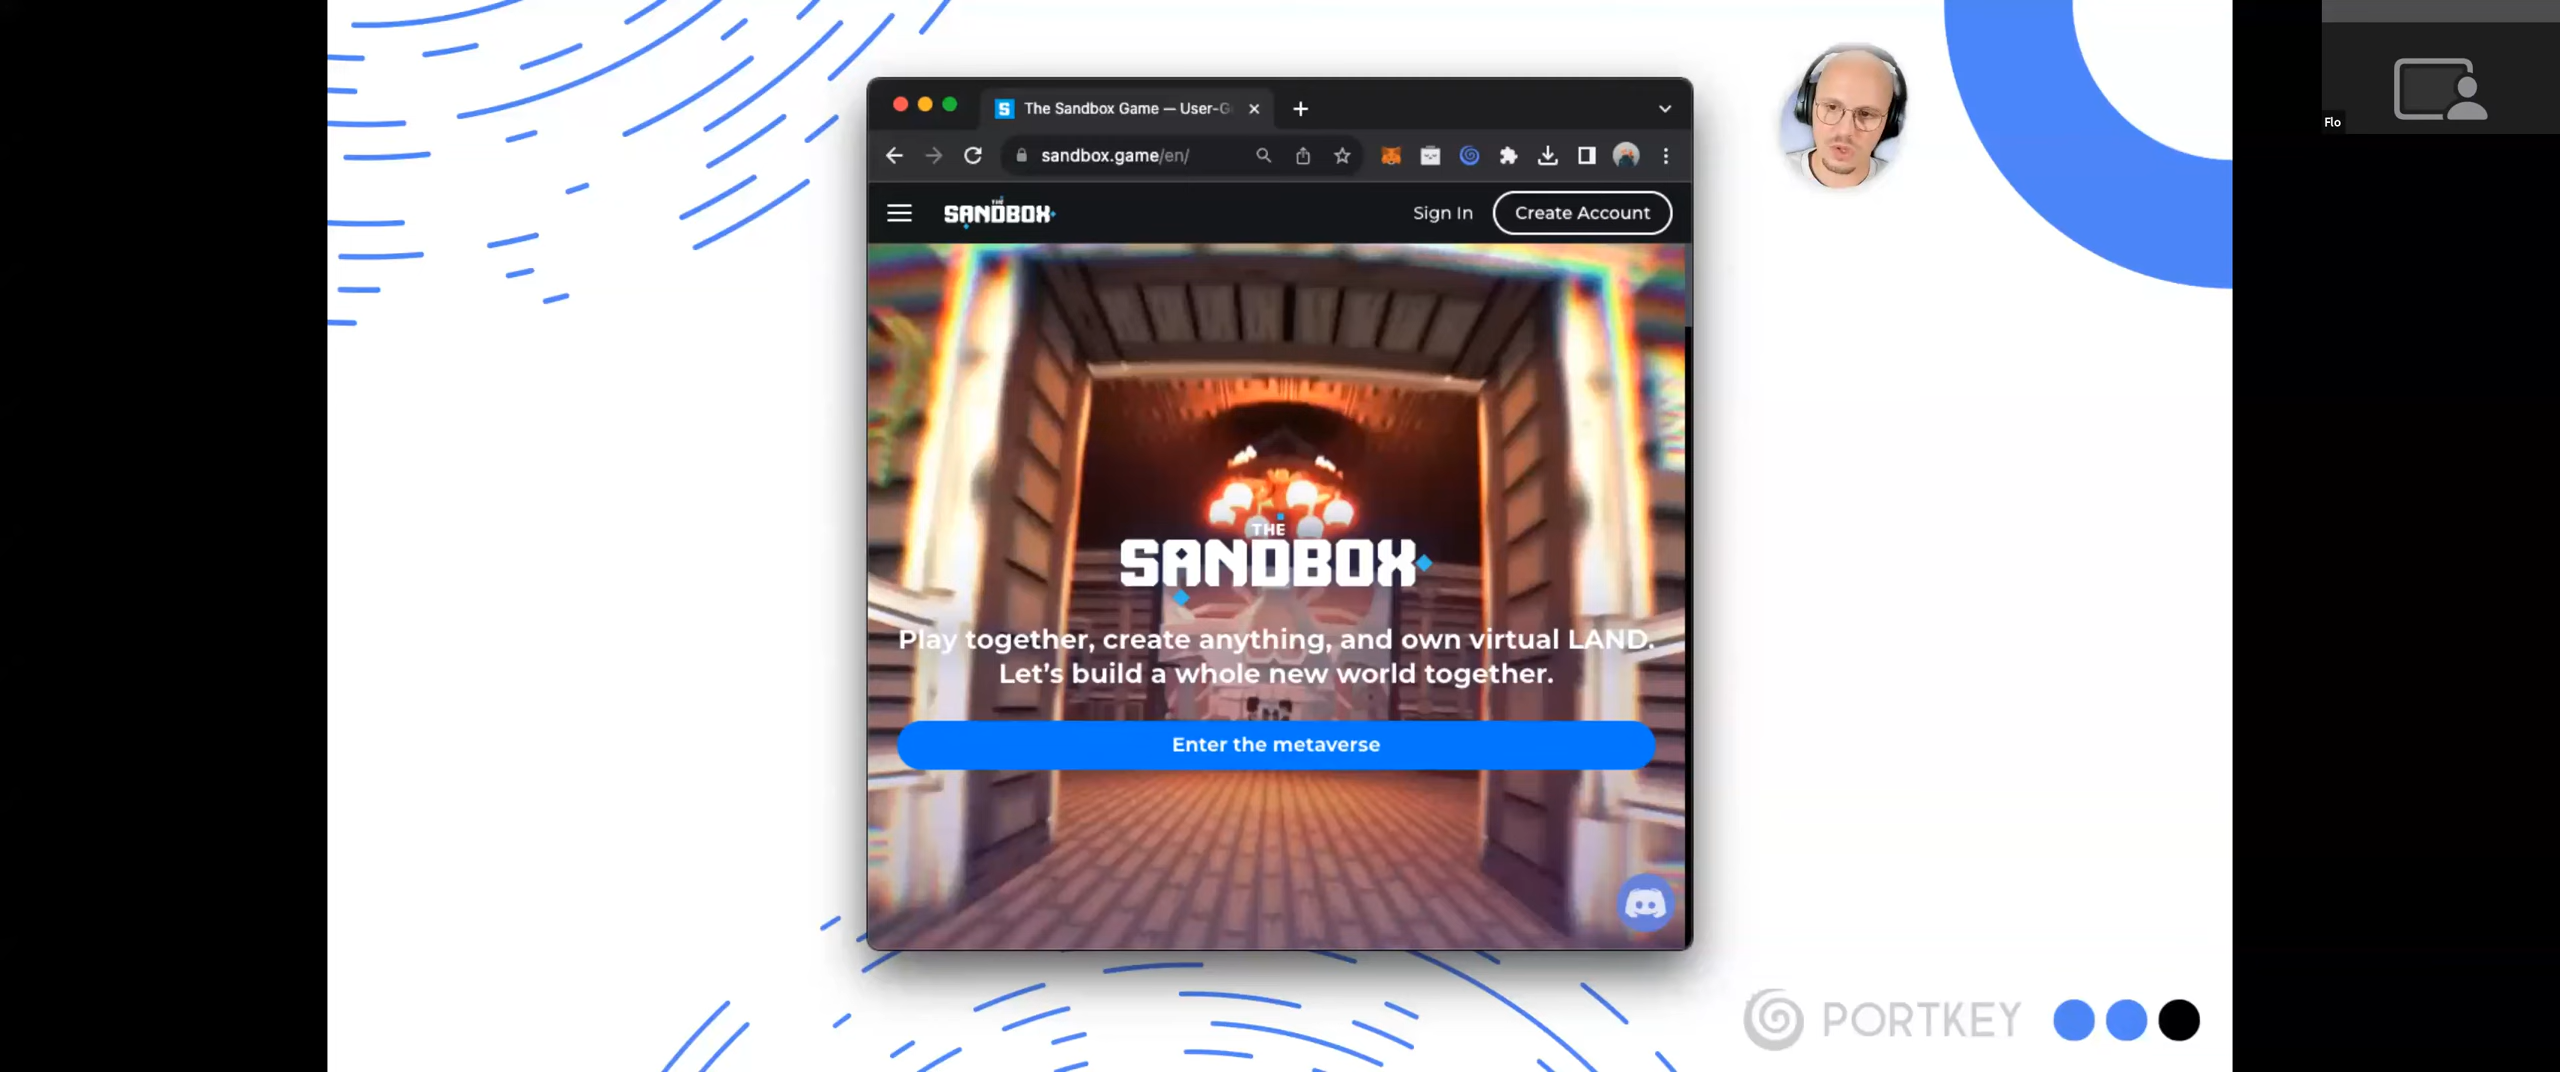 The Sandbox Game — User-G
sandbox.game/en/
THE
SANDBOX
Sign In
Create Account
THE
SANDBOX
Play together, create anything, and own virtual LAND.
Let’s build a whole new world together.
Enter the metaverse
Flo
PORTKEY